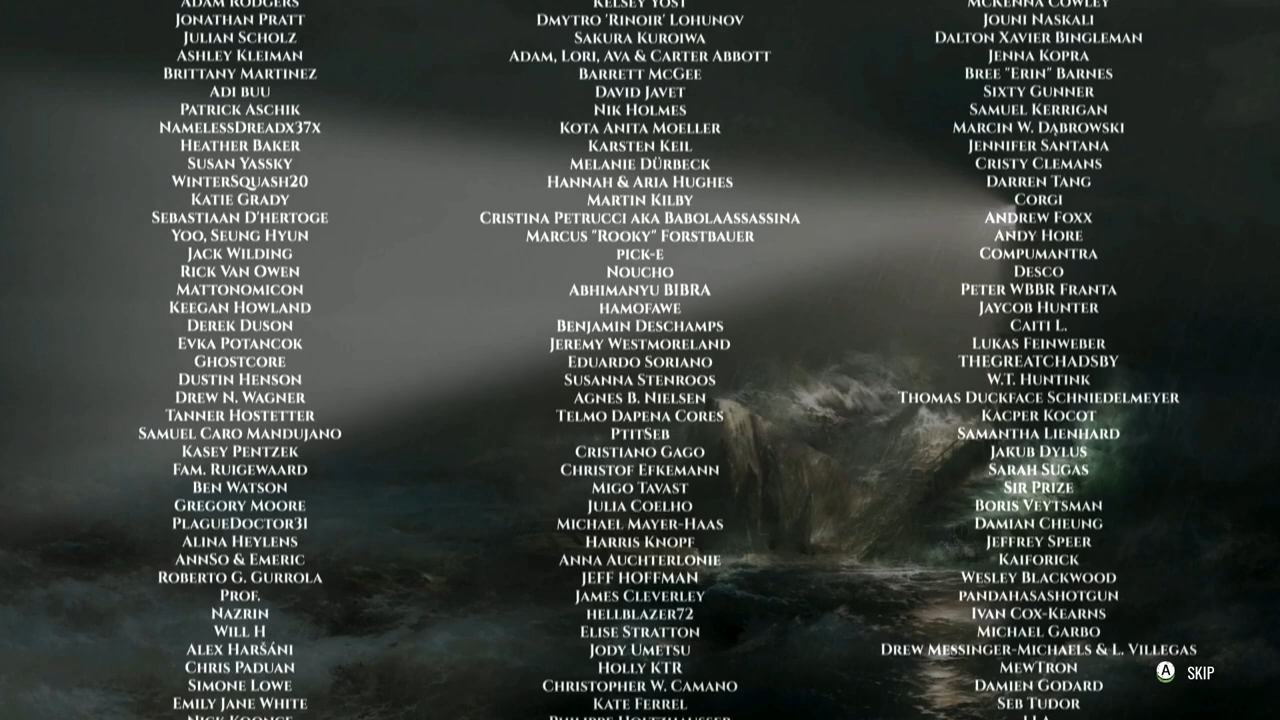 Adam Rodgers
Jonathan Pratt
Julian Scholz
Ashley Kleiman
Brittany Martinez
Adi buu
Patrick Aschik
NamelessDreadx37x
Heather Baker
Susan Yassky
WinterSquash20
Katie Grady
Sebastiaan D'hertoge
Yoo, Seung Hyun
Jack Wilding
Rick Van Owen
Mattonomicon
Keegan Howland
Derek Duson
Evka Potancok
Ghostcore
Dustin Henson
Drew N. Wagner
Tanner Hostetter
Samuel Caro Mandujano
Kasey Pentzek
Fam. Ruigewaard
Ben Watson
Gregory Moore
PlagueDoctor31
Alina Heylens
AnnSo & Emeric
Roberto G. Gurrola
Prof.
Nazrin
Will H
Alex Haršáni
Chris Paduan
Simone Lowe
Emily Jane White
Nick Koonce
Kelsey Yost
Dmytro 'Rinoir' Lohunov
Sakura Kuroiwa
Adam, Lori, Ava & Carter Abbott
Barrett McGee
David Javet
Nik Holmes
Kota Anita Moeller
Karsten Keil
Melanie Dürbeck
Hannah & Aria Hughes
Martin Kilby
Cristina Petrucci aka BabolaAssassina
Marcus "Rooky" Forstbauer
pick-e
Noucho
Abhimanyu BIBRA
hamofawe
Benjamin Deschamps
Jeremy Westmoreland
Eduardo Soriano
Susanna Stenroos
Agnes B. Nielsen
Telmo Dapena Cores
PtitSeb
Cristiano Gago
Christof Efkemann
Migo Tavast
Julia Coelho
Michael Mayer-Haas
Harris Knopf
Anna Auchterlonie
JEFF HOFFMAN
James Cleverley
hellblazer72
Elise Stratton
Jody Umetsu
Holly KTR
Christopher W. Camano
Kate Ferrel
Philippe Holtzhausser
McKenna Cowley
Jouni Naskali
Dalton Xavier Bingleman
Jenna Kopra
Bree "Erin" Barnes
Sixty Gunner
Samuel Kerrigan
Marcin W. Dąbrowski
Jennifer Santana
Cristy Clemans
Darren Tang
Corgi
Andrew Foxx
Andy Hore
Compumantra
Desco
Peter WBBR Franta
Jaycob Hunter
Caiti L.
Lukas Feinweber
THEGREATCHADSBY
W.T. Huntink
Thomas Duckface Schniedelmeyer
Kacper Kocot
Samantha Lienhard
Jakub Dylus
Sarah Sugas
Sir Prize
Boris Veytsman
Damian Cheung
Jeffrey Speer
Kaiforick
Wesley Blackwood
pandahasashotgun
Ivan Cox-Kearns
Michael Garbo
Drew Messinger-Michaels & L. Villegas
MewTron
Damien Godard
Seb Tudor
A SKIP